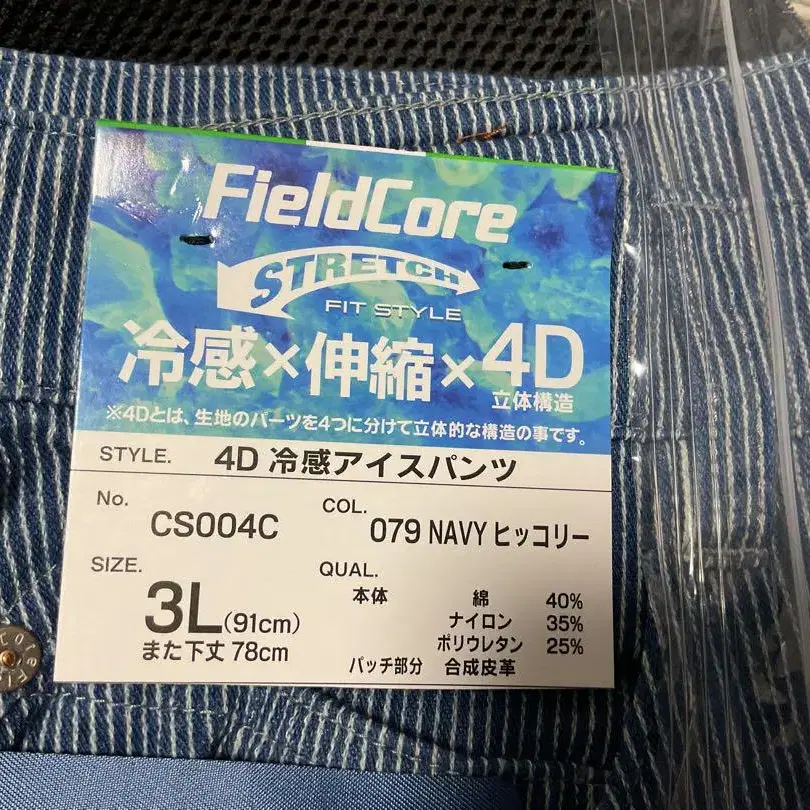 FieldCore
STRETCH
FIT STYLE
冷感×伸縮×4D
立体構造
※4Dとは、生地のパーツを4つに分けて立体的な構造の事です。
STYLE. 4D 冷感アイスパンツ
No. CS004C
COL. 079 NAVY ヒッコリー
SIZE. 3L(91cm)
また下丈 78cm
QUAL.
本体 綿 40%
ナイロン 35%
ポリウレタン 25%
パッチ部分 合成皮革